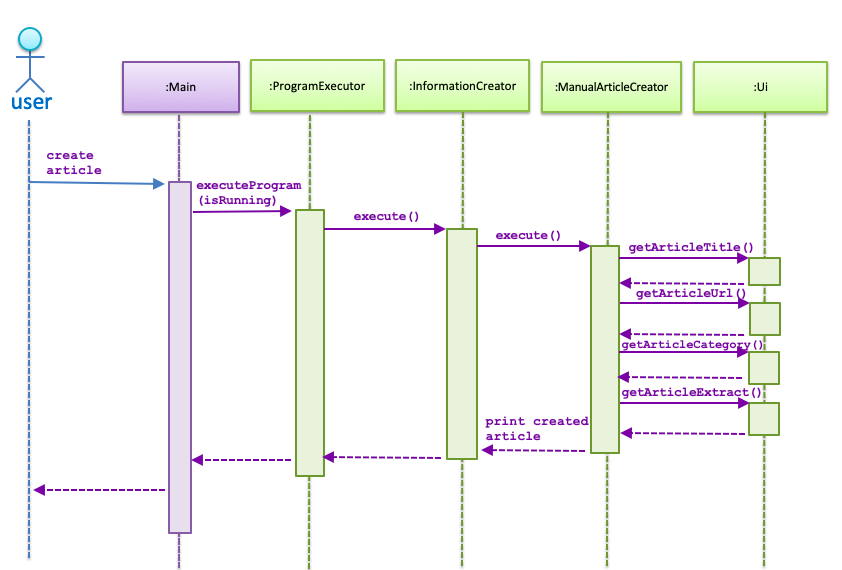 user
:Main
:ProgramExecutor
:InformationCreator
:ManualArticleCreator
:Ui
create
article
executeProgram
(isRunning)
execute()
execute()
getArticleTitle()
getArticleUrl()
getArticleCategory()
getArticleExtract()
print created
article